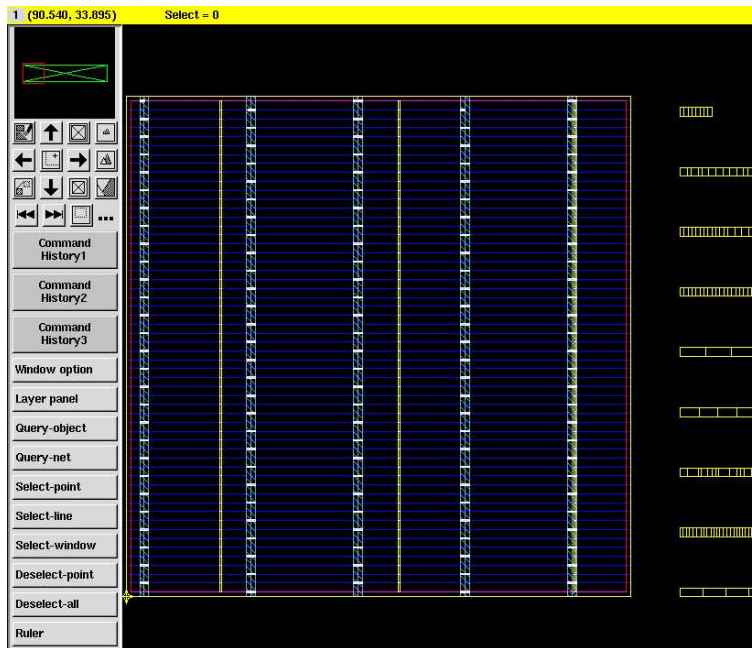 1 (90.540, 33.895) Select = 0
Command
History1
Command
History2
Command
History3
Window option
Layer panel
Query-object
Query-net
Select-point
Select-line
Select-window
Deselect-point
Deselect-all
Ruler